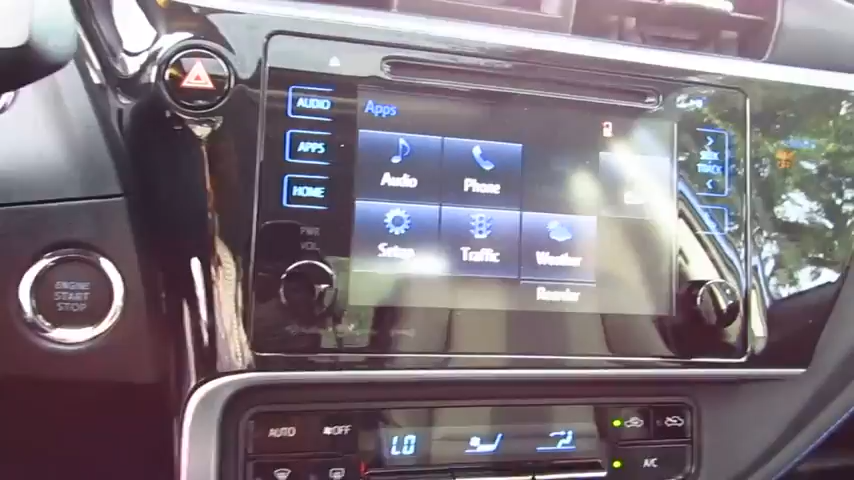 AUDIO
APPS
HOME
Apps
Audio
Phone
Setup
Traffic
Weather
Reorder
PWR
VOL
SEEK
TRACK
ENGINE
START
STOP
AUTO
OFF
LO
A/C